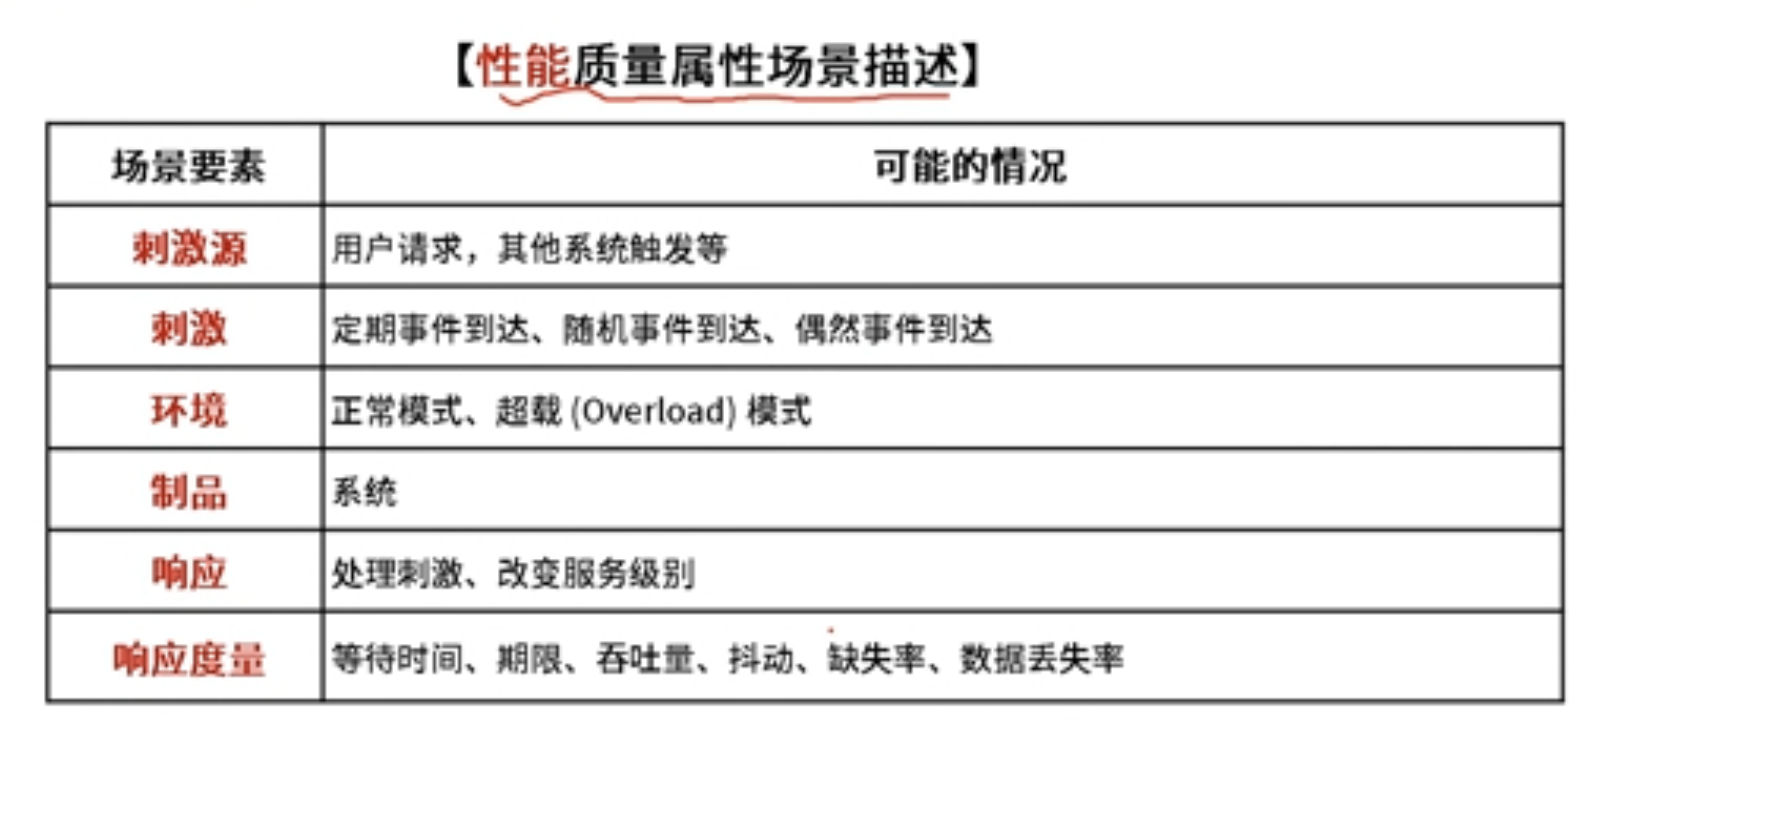 【性能质量属性场景描述】
场景要素 可能的情况
刺激源 用户请求，其他系统触发等
刺激 定期事件到达、随机事件到达、偶然事件到达
环境 正常模式、超载 (Overload) 模式
制品 系统
响应 处理刺激、改变服务级别
响应度量 等待时间、期限、吞吐量、抖动、缺失率、数据丢失率